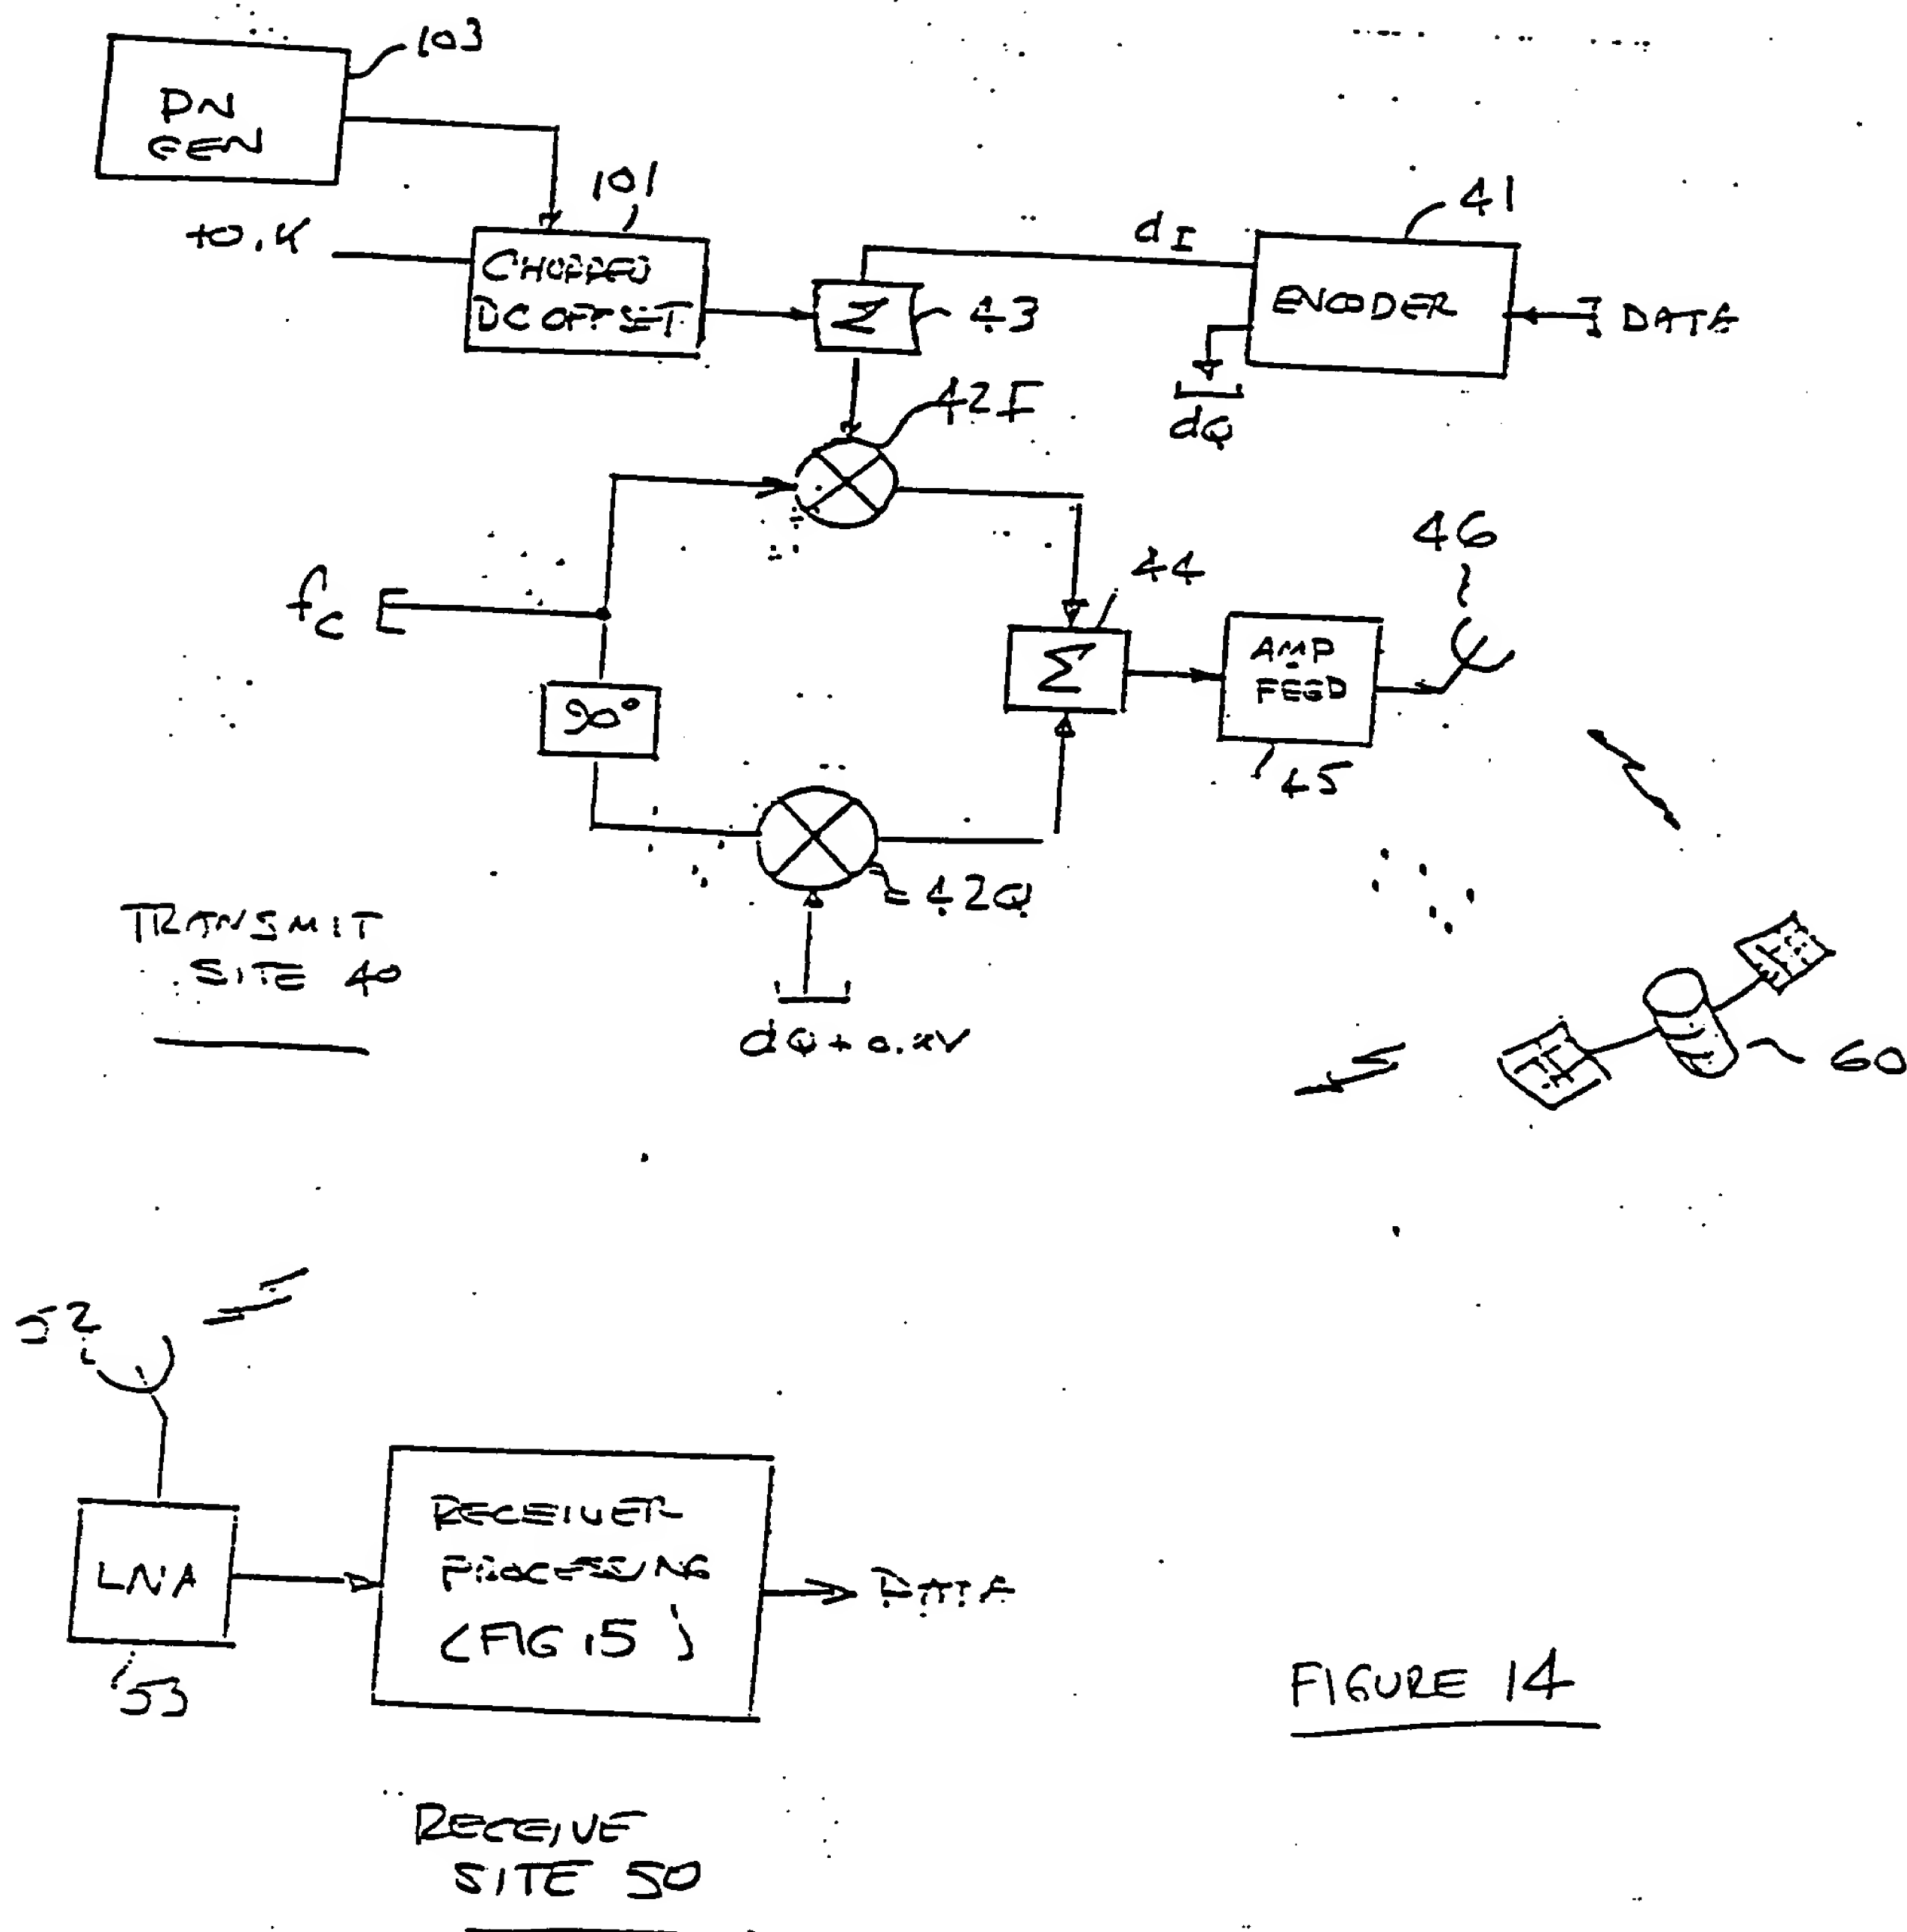 103
PN
GEN
101
+0.K
CHOPPED
DC OFFSET
Σ
43
dI
41
ENCODER
DATA
dQ
42I
fc
90°
44
Σ
AMP
FEED
45
46
42Q
dQ + 0.xV
TRANSMIT
SITE 40
60
52
LNA
53
RECEIVER
PROCESSING
(FIG 15)
DATA
FIGURE 14
RECEIVE
SITE 50